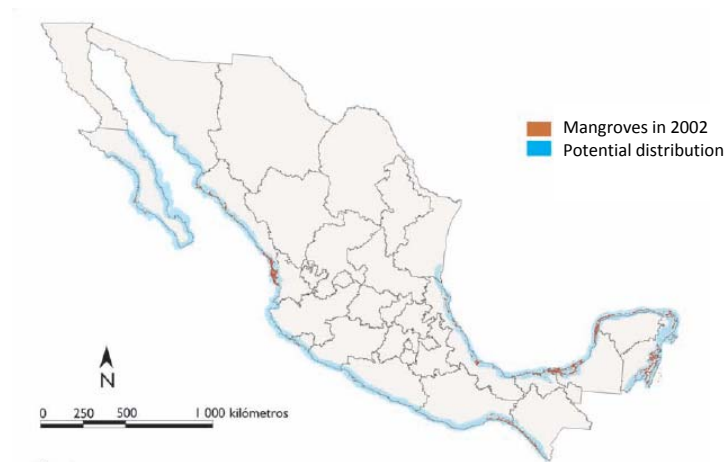 Mangroves in 2002
Potential distribution
N
0 250 500 1 000 kilómetros